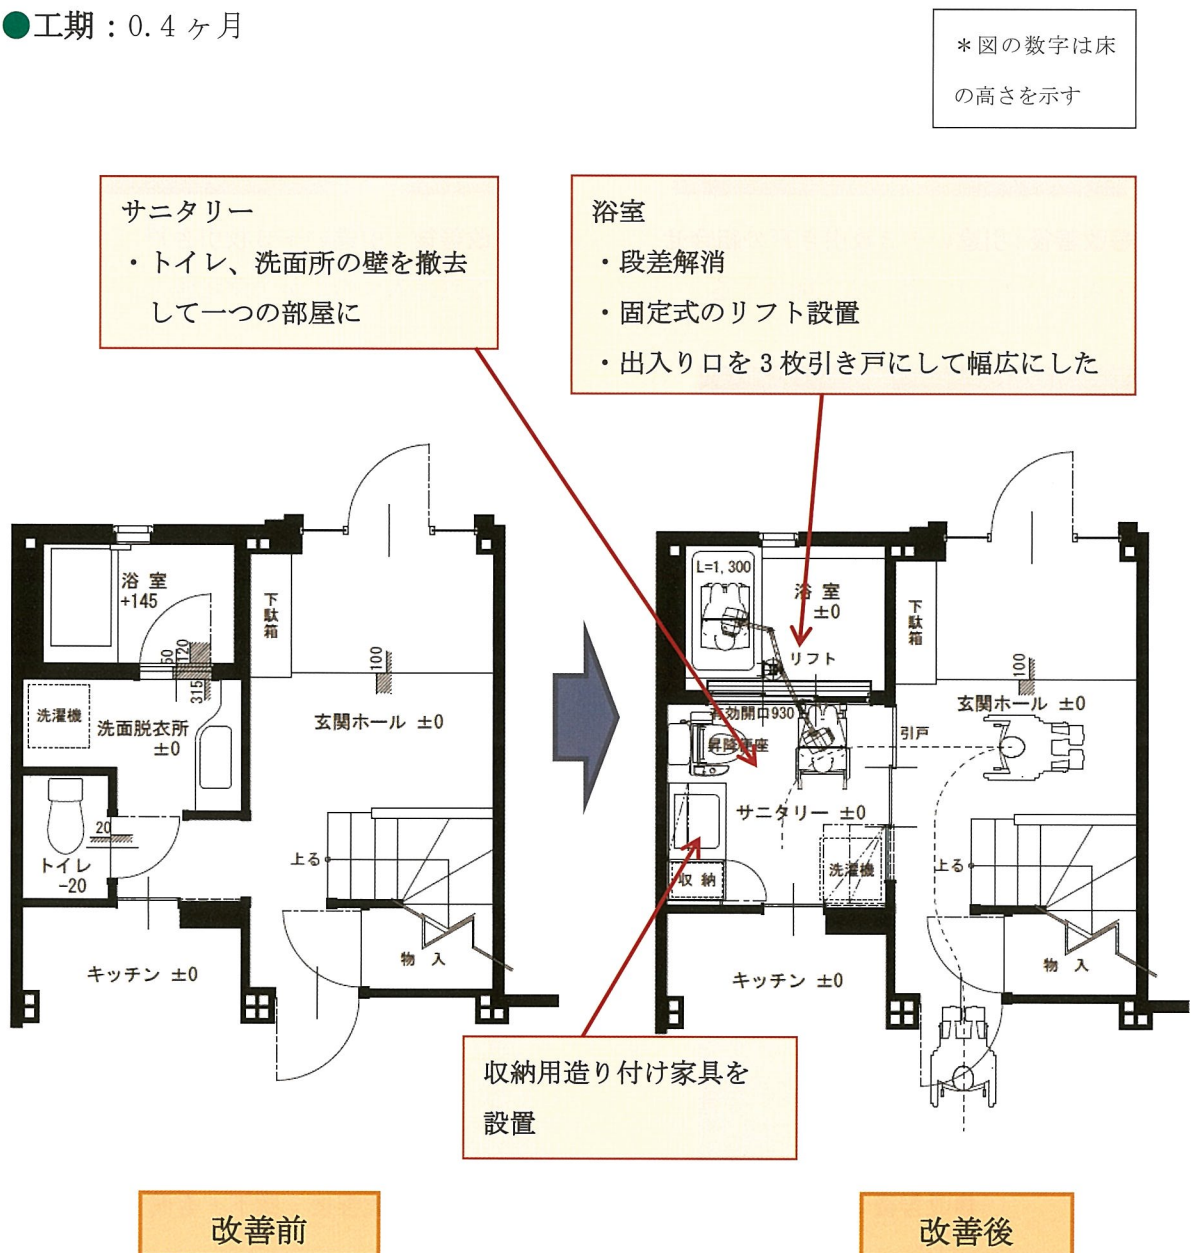 ●工期：0.4ヶ月
＊図の数字は床
の高さを示す
サニタリー
・トイレ、洗面所の壁を撤去
して一つの部屋に
浴室
・段差解消
・固定式のリフト設置
・出入り口を3枚引き戸にして幅広にした
浴室
+145
下駄箱
50
120
315
100
洗濯機
洗面脱衣所
±0
玄関ホール ±0
20
トイレ
-20
上る
物入
キッチン ±0
L=1,300
浴室
±0
リフト
下駄箱
100
有効開口930
昇降便座
引戸
玄関ホール ±0
サニタリー ±0
洗濯機
収納
上る
物入
キッチン ±0
収納用造り付け家具を
設置
改善前
改善後